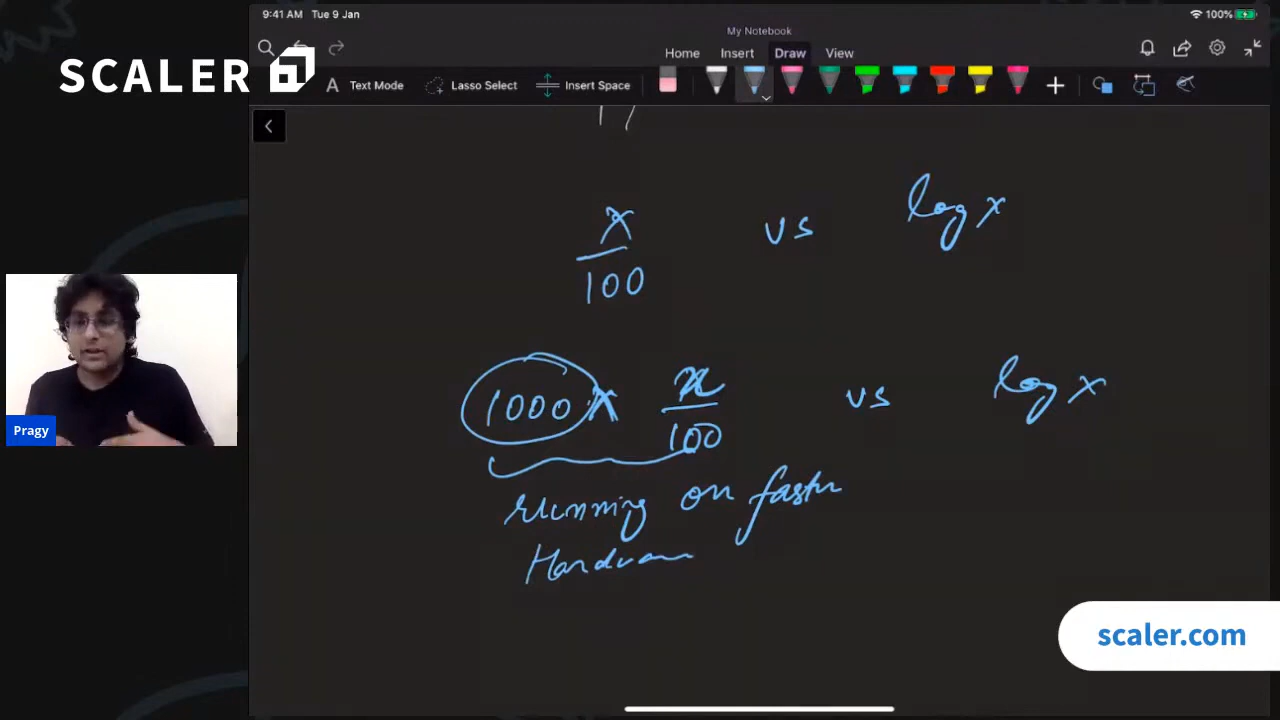 9:41 AM Tue 9 Jan
100%
My Notebook
SCALER
Home Insert Draw View
A Text Mode Lasso Select Insert Space
x
100
vs
log x
1000 x x
100
vs
log x
Pragy
running on faster
Hardware
scaler.com